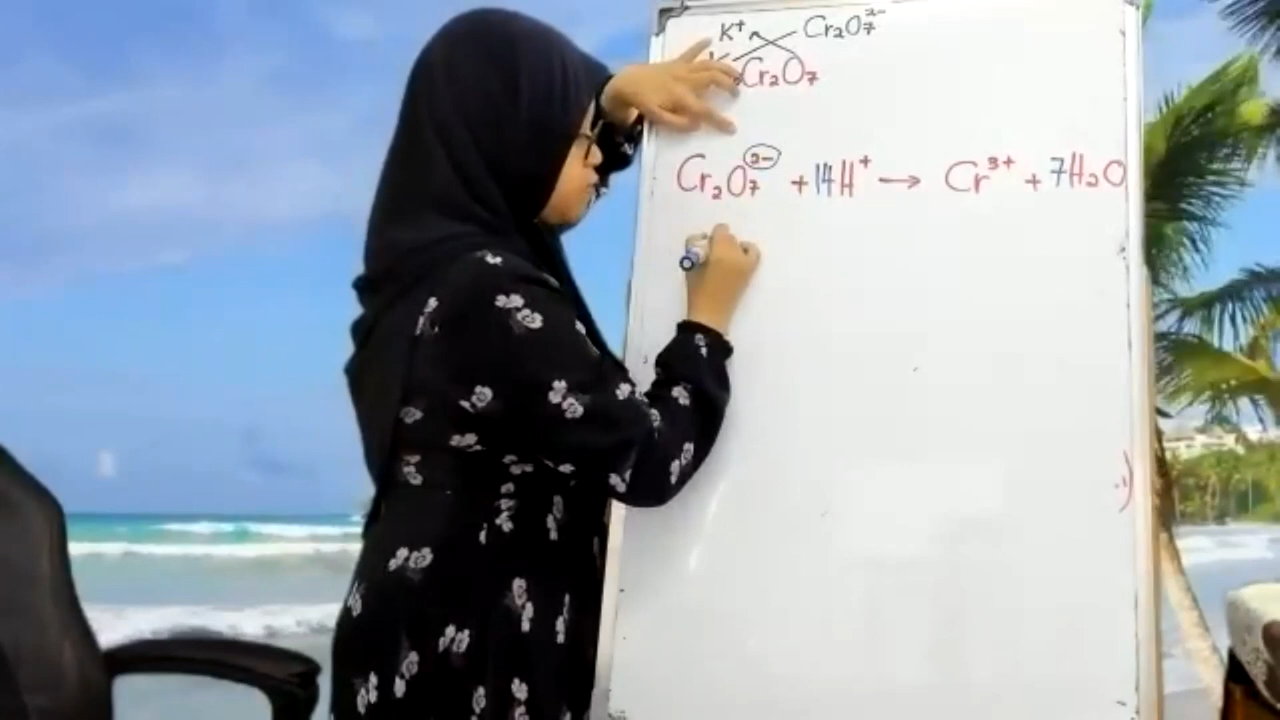 K⁺ Cr₂O₇²⁻
Cr₂O₇
Cr₂O₇²⁻ + 14H⁺ → Cr³⁺ + 7H₂O